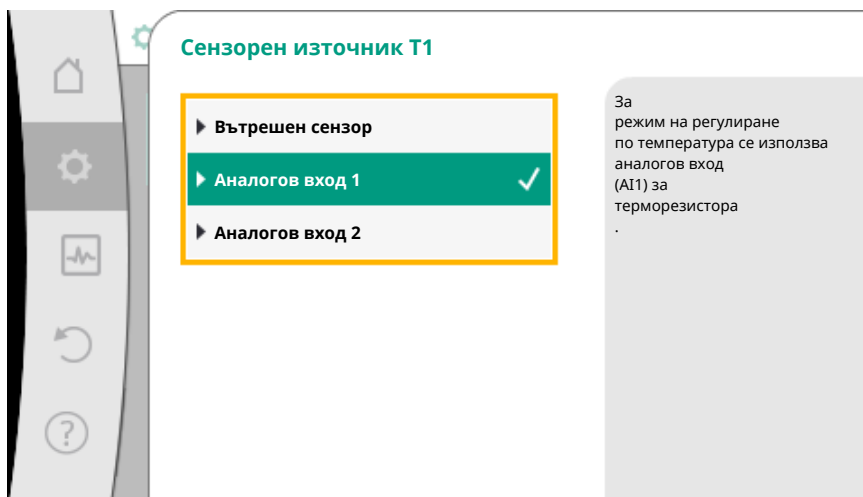 Сензорен източник T1
Вътрешен сензор
Аналогов вход 1
Аналогов вход 2
За
режим на регулиране
по температура се използва
аналогов вход
(AI1) за
терморезистора
.
?